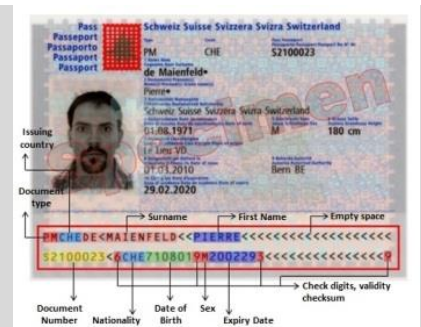 Pass Schweiz Suisse Svizzera Svizra Switzerland
Passeport
Passaporto PM CHE S2100023
Passaport
Passport
de Maienfeld
Pierre
Schweiz Suisse Svizzera Svizra Switzerland
01.08.1971 M 180 cm
Le Lieu VD
01.03.2010 Bern BE
29.02.2020
Specimen
Issuing country
Document type
Surname First Name Empty space
PMCHEDE<MAIENFELD<<PIERRE<<<<<<<<<<<<<<<<<<<
S2100023<6CHE7108019M2002293<<<<<<<<<<<<<<<9
Check digits, validity checksum
Document Number Nationality Date of Birth Sex Expiry Date